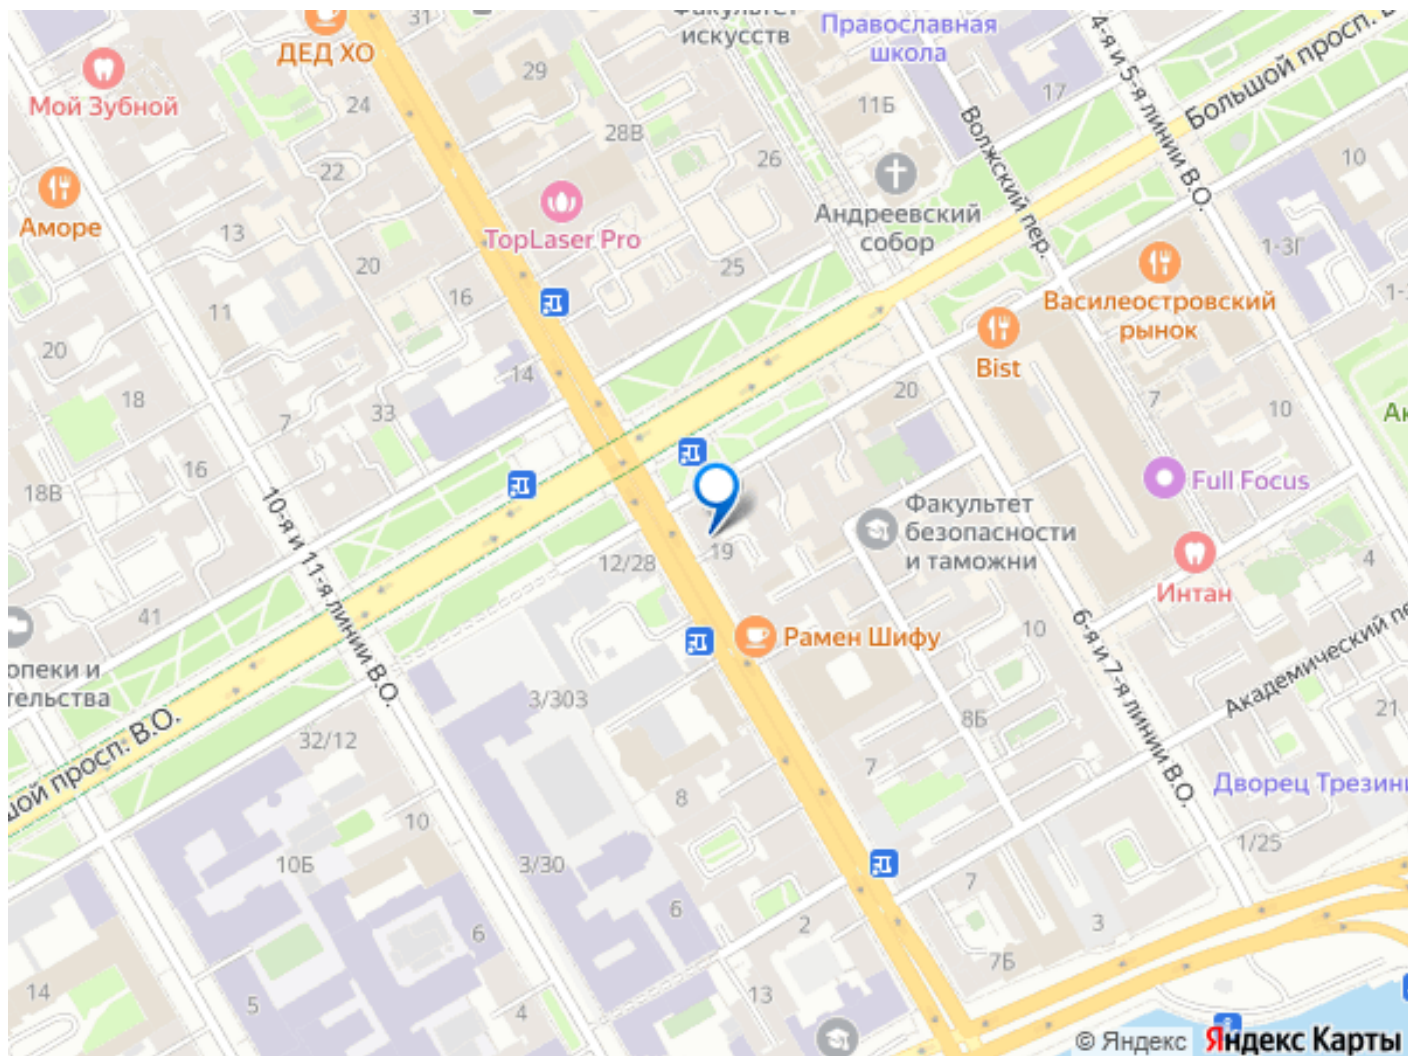 31
ДЕД ХО
искусств
Православная
школа
4-я и 5-я линии В.О.
Большой просп.
Мой Зубной
29
24
28В
11Б
17
Волжский пер.
26
10
22
Аморе
TopLaser Pro
Андреевский
собор
13
20
25
1-3Г
16
Василеостровский
рынок
11
20
14
Bist
18
33
7
20
7
10
16
18В
Full Focus
10-я и 11-я линии В.О.
Факультет
безопасности
и таможни
19
12/28
4
Интан
41
Рамен Шифу
10
6-я и 7-я линии В.О.
Академический
опеки и
тельства
3/303
8Б
21
32/12
7
Дворец Трезини
просп. В.О.
8
10
1/25
10Б
3/30
7
6
2
3
6
7Б
14
13
5
4
© Яндекс
Яндекс Карты